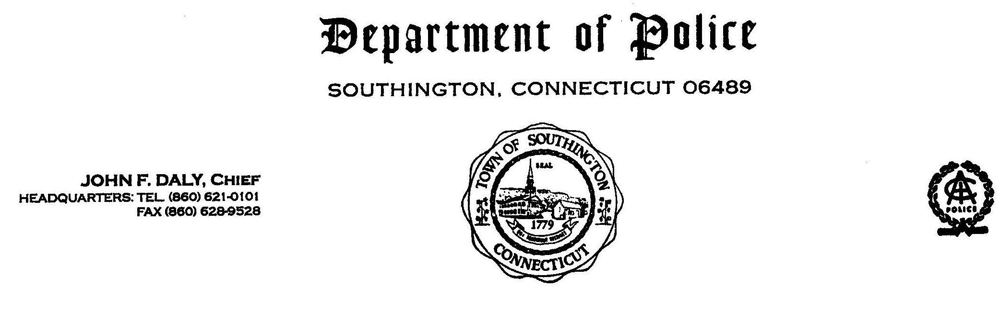 Department of Police
SOUTHINGTON, CONNECTICUT 06489
JOHN F. DALY, CHIEF
HEADQUARTERS: TEL. (860) 621-0101
FAX (860) 628-9528
TOWN OF SOUTHINGTON
SEAL
1779
CONNECTICUT
POLICE